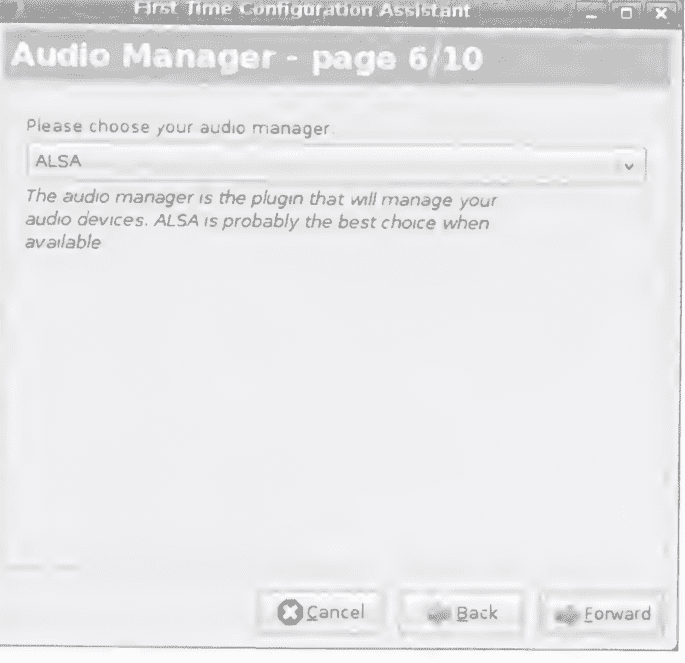 First Time Configuration Assistant
Audio Manager - page 6/10
Please choose your audio manager.
ALSA
The audio manager is the plugin that will manage your
audio devices. ALSA is probably the best choice when
available
Cancel
Back
Forward